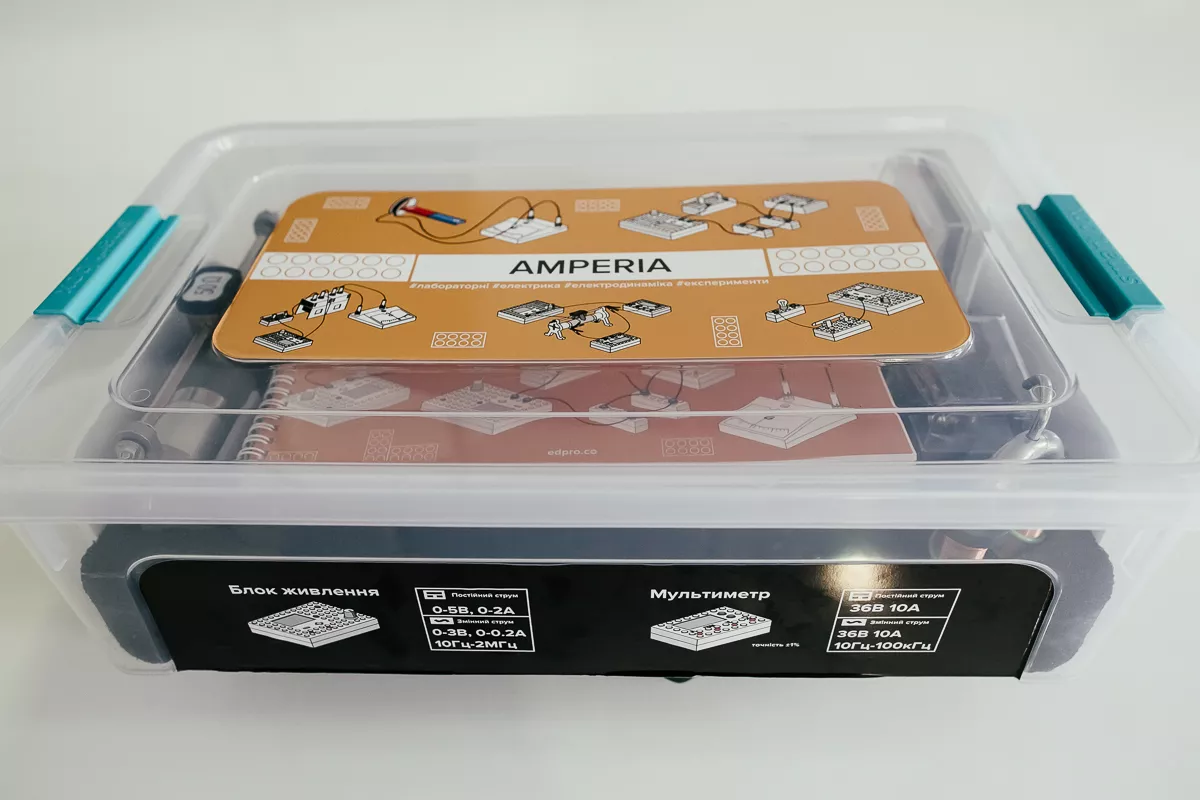 AMPERIA
#лабораторні #електрика #електродинаміка #експерименти
50 Д
edpro.co
Блок живлення
Постійний струм
0-5В, 0-2А
Змінний струм
0-3В, 0-0.2А
10Гц-2МГц
Мультиметр
точність ±1%
Постійний струм
36В 10А
Змінний струм
36В 10А
10Гц-100кГц